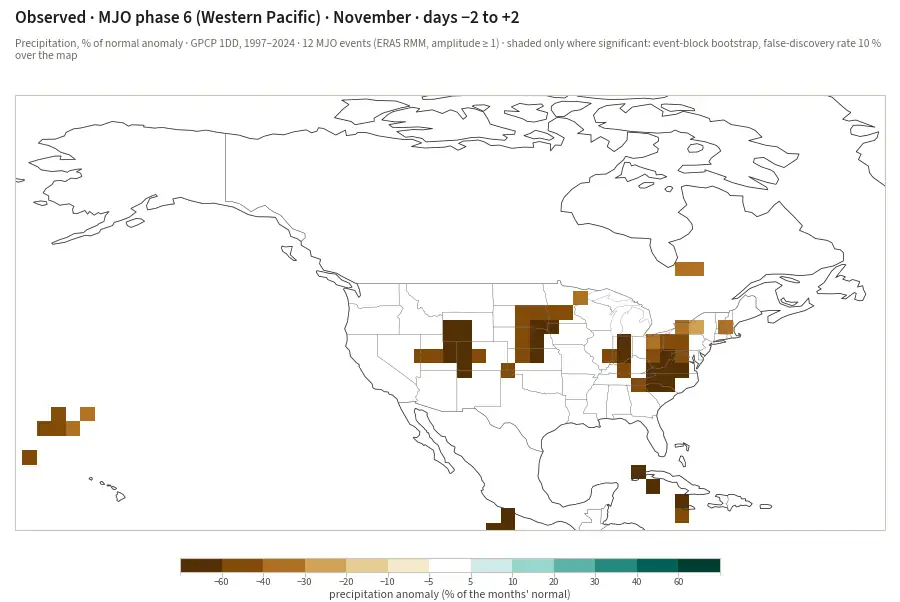 Observed · MJO phase 6 (Western Pacific) · November · days −2 to +2
Precipitation, % of normal anomaly · GPCP 1DD, 1997–2024 · 12 MJO events (ERA5 RMM, amplitude ≥ 1) · shaded only where significant: event-block bootstrap, false-discovery rate 10 %
over the map
−60 −40 −30 −20 −10 −5 5 10 20 30 40 60
precipitation anomaly (% of the months' normal)